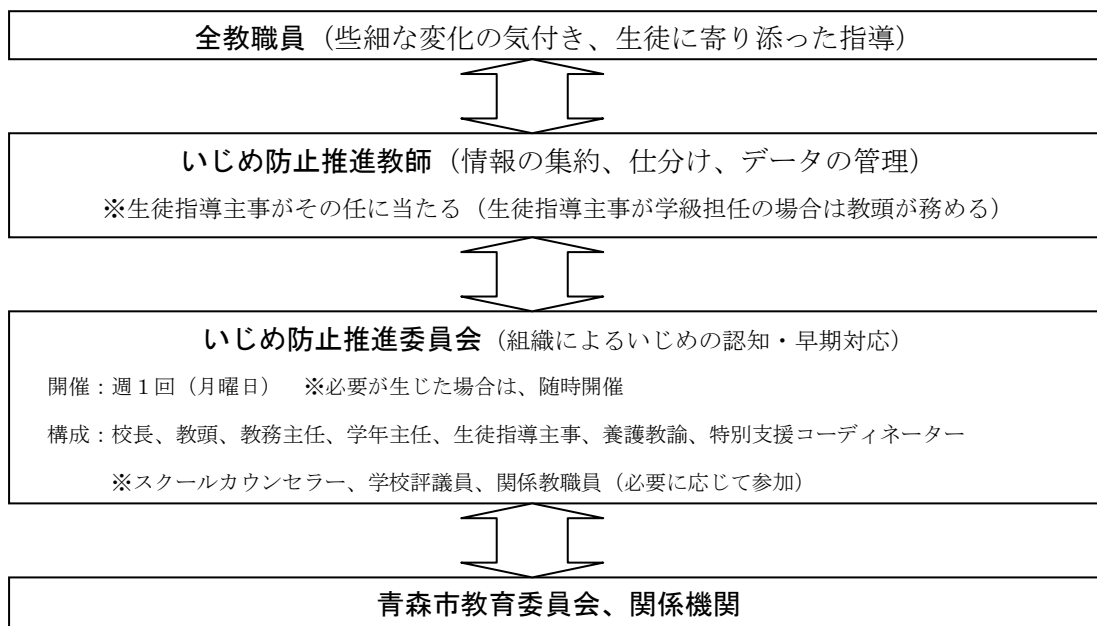 全教職員（些細な変化の気付き、生徒に寄り添った指導）
いじめ防止推進教師（情報の集約、仕分け、データの管理）
※生徒指導主事がその任に当たる（生徒指導主事が学級担任の場合は教頭が務める）
いじめ防止推進委員会（組織によるいじめの認知・早期対応）
開催：週１回（月曜日）　※必要が生じた場合は、随時開催
構成：校長、教頭、教務主任、学年主任、生徒指導主事、養護教諭、特別支援コーディネーター
※スクールカウンセラー、学校評議員、関係教職員（必要に応じて参加）
青森市教育委員会、関係機関